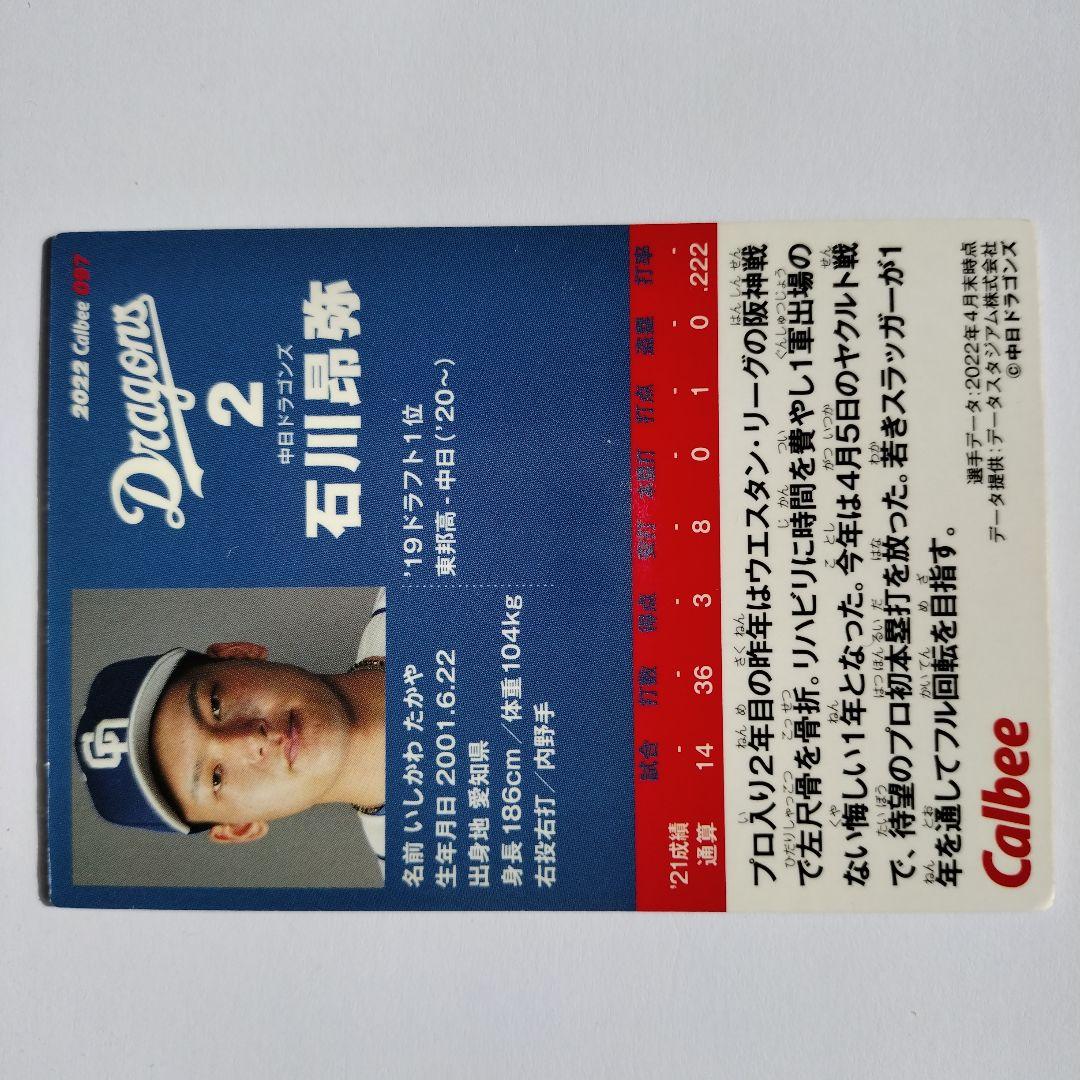 2022 Calbee 097
Dragons
2
中日ドラゴンズ
石川昂弥
名前 いしかわ たかや
生年月日 2001.6.22
出身地 愛知県
身長 186cm／体重104kg
右投右打／内野手
'19ドラフト1位
東邦高 - 中日('20〜)
試合 打数 得点 安打 本塁打 打点 盗塁 打率
'21成績 - - - - - - - -
通算 14 36 3 8 0 1 0 .222
プロ入り2年目の昨年はウエスタン・リーグの阪神戦
で左尺骨を骨折。リハビリに時間を費やし1軍出場の
ない悔しい1年となった。今年は4月5日のヤクルト戦
で、待望のプロ初本塁打を放った。若きスラッガーが1
年を通してフル回転を目指す。
Calbee
選手データ:2022年4月末時点
データ提供:データスタジアム株式会社
©中日ドラゴンズ